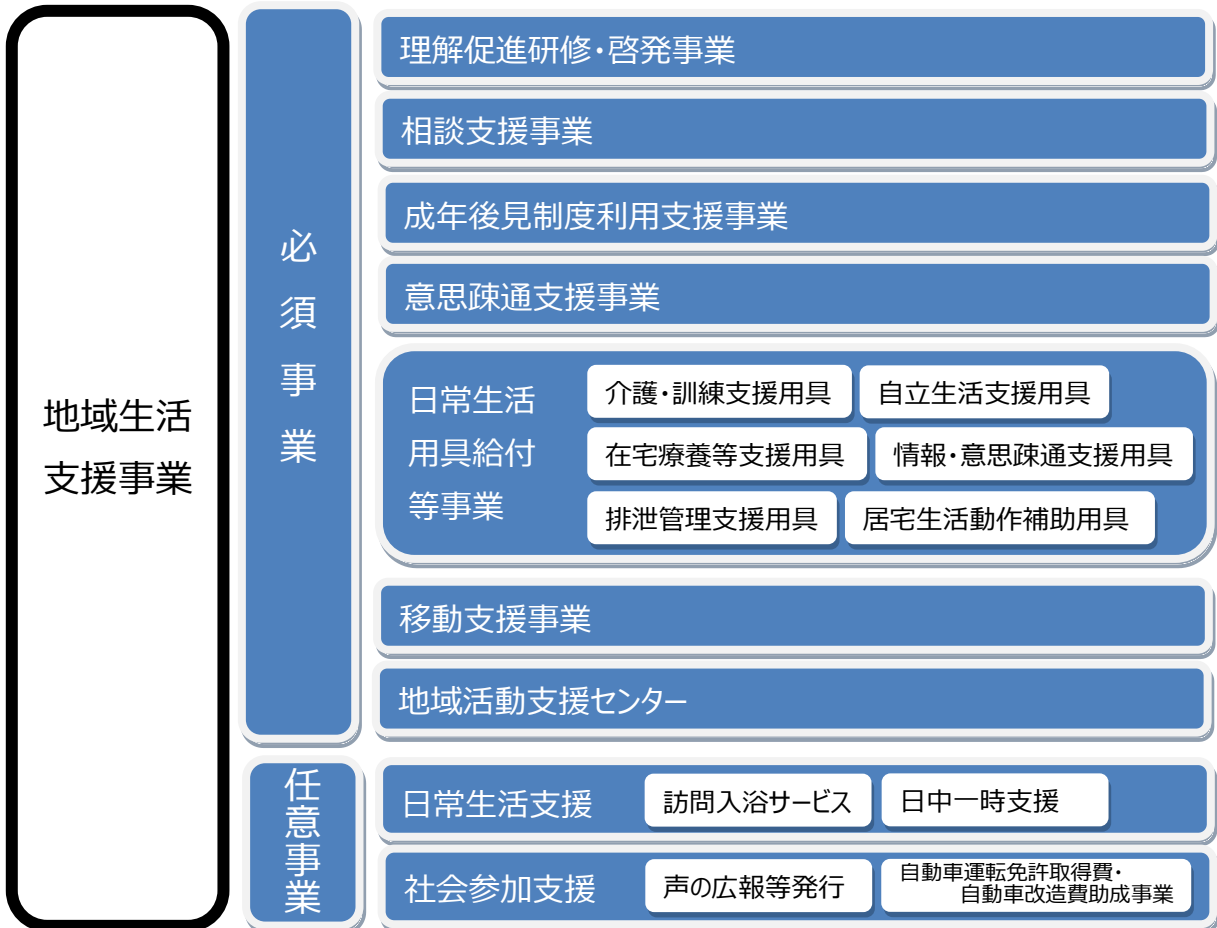 地域生活
支援事業
必須事業
理解促進研修・啓発事業
相談支援事業
成年後見制度利用支援事業
意思疎通支援事業
日常生活
用具給付
等事業
介護・訓練支援用具
自立生活支援用具
在宅療養等支援用具
情報・意思疎通支援用具
排泄管理支援用具
居宅生活動作補助用具
移動支援事業
地域活動支援センター
任意事業
日常生活支援
訪問入浴サービス
日中一時支援
社会参加支援
声の広報等発行
自動車運転免許取得費・
自動車改造費助成事業